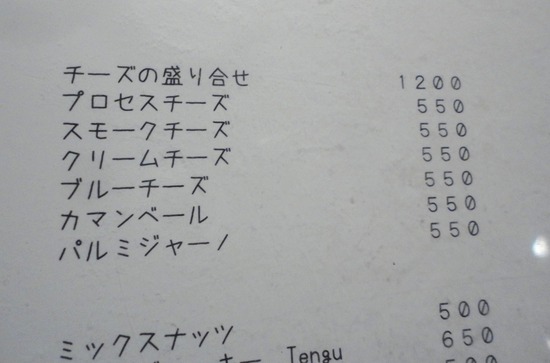 チーズの盛り合せ 1200
プロセスチーズ 550
スモークチーズ 550
クリームチーズ 550
ブルーチーズ 550
カマンベール 550
パルミジャーノ 550
ミックスナッツ 500
Tengu 650